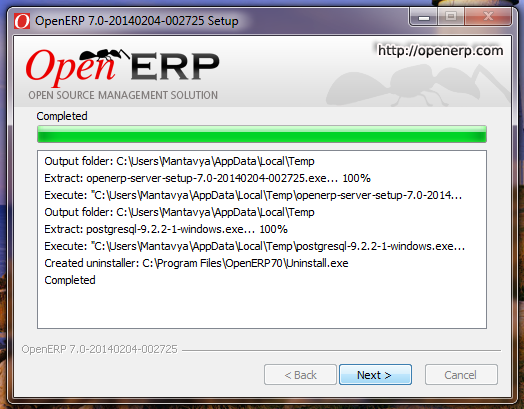 OpenERP 7.0-20140204-002725 Setup
http://openerp.com
Open ERP
OPEN SOURCE MANAGEMENT SOLUTION
Completed
Output folder: C:\Users\Mantavya\AppData\Local\Temp
Extract: openerp-server-setup-7.0-20140204-002725.exe... 100%
Execute: "C:\Users\Mantavya\AppData\Local\Temp\openerp-server-setup-7.0-2014...
Output folder: C:\Users\Mantavya\AppData\Local\Temp
Extract: postgresql-9.2.2-1-windows.exe... 100%
Execute: "C:\Users\Mantavya\AppData\Local\Temp\postgresql-9.2.2-1-windows.exe...
Created uninstaller: C:\Program Files\OpenERP70\Uninstall.exe
Completed
OpenERP 7.0-20140204-002725
< Back Next > Cancel